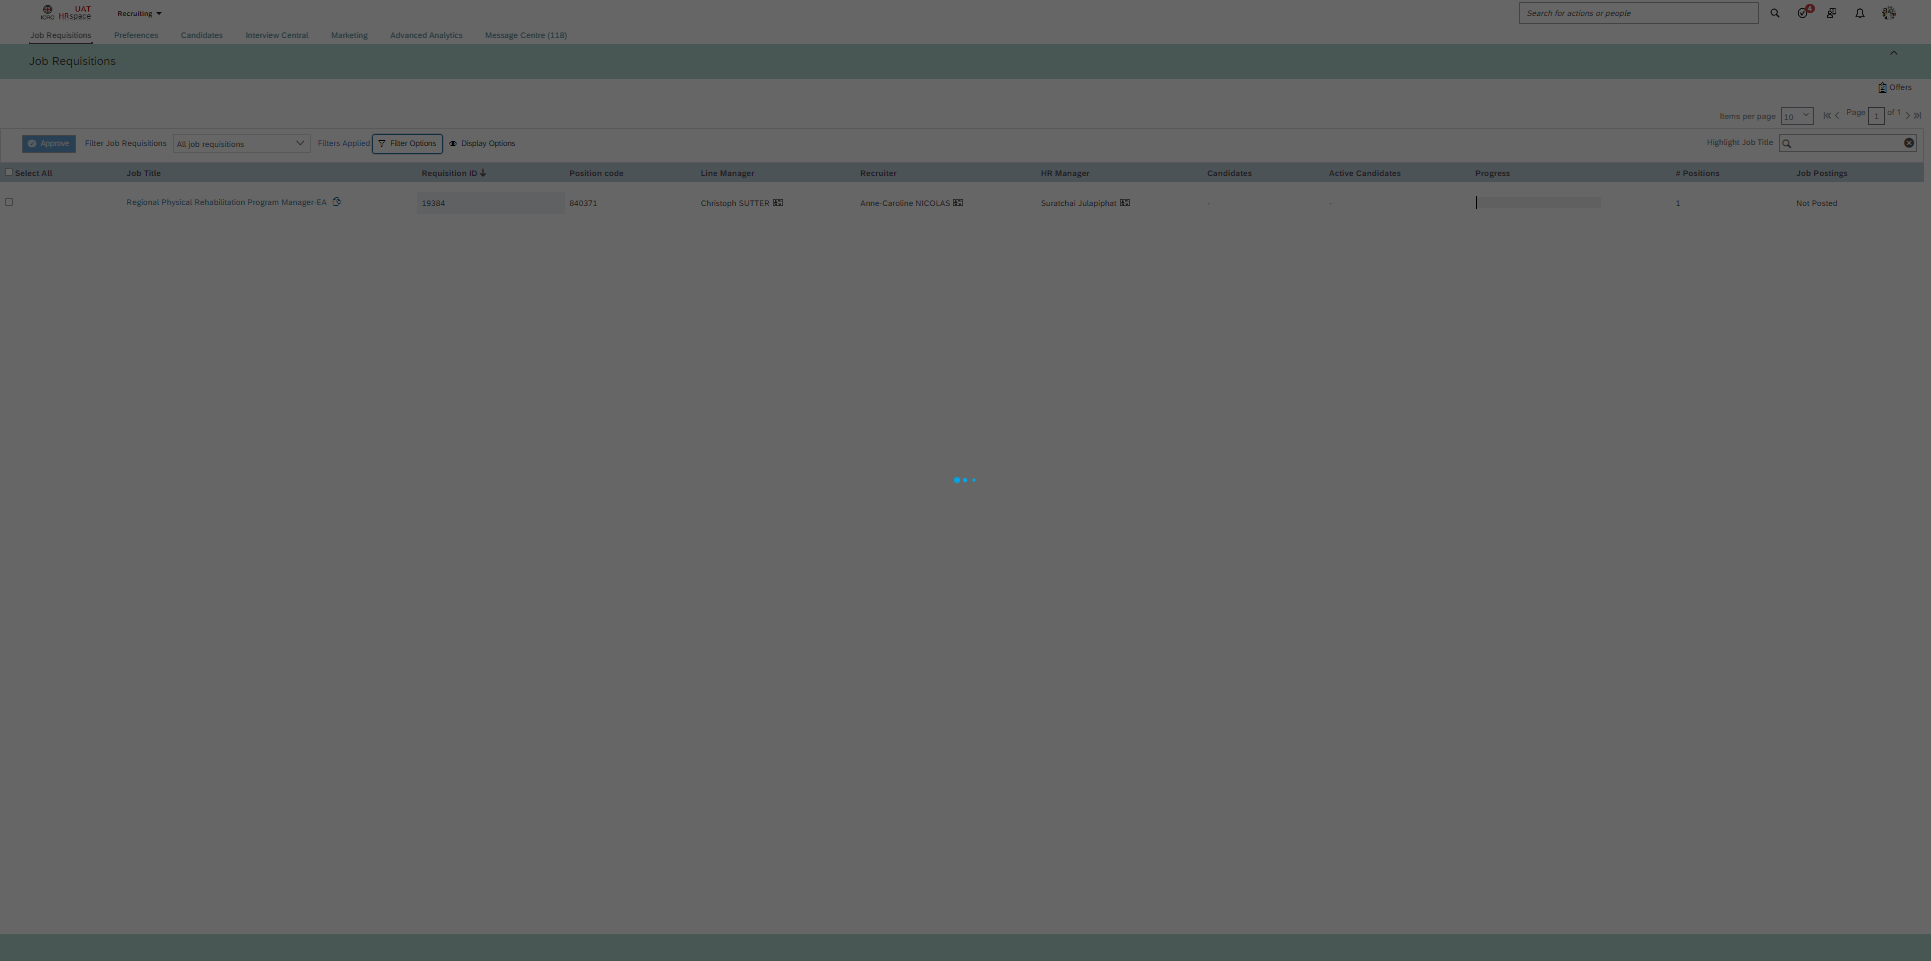 UAT
ICRC HRspace
Recruiting
Search for actions or people
4
Job Requisitions
Preferences
Candidates
Interview Central
Marketing
Advanced Analytics
Message Centre (118)
Job Requisitions
Offers
Items per page 10 Page 1 of 1
Approve Filter Job Requisitions All job requisitions Filters Applied Filter Options Display Options Highlight Job Title
Select All Job Title Requisition ID Position code Line Manager Recruiter HR Manager Candidates Active Candidates Progress # Positions Job Postings
Regional Physical Rehabilitation Program Manager-EA 19384 840371 Christoph SUTTER Anne-Caroline NICOLAS Suratchai Julapiphat - - 1 Not Posted